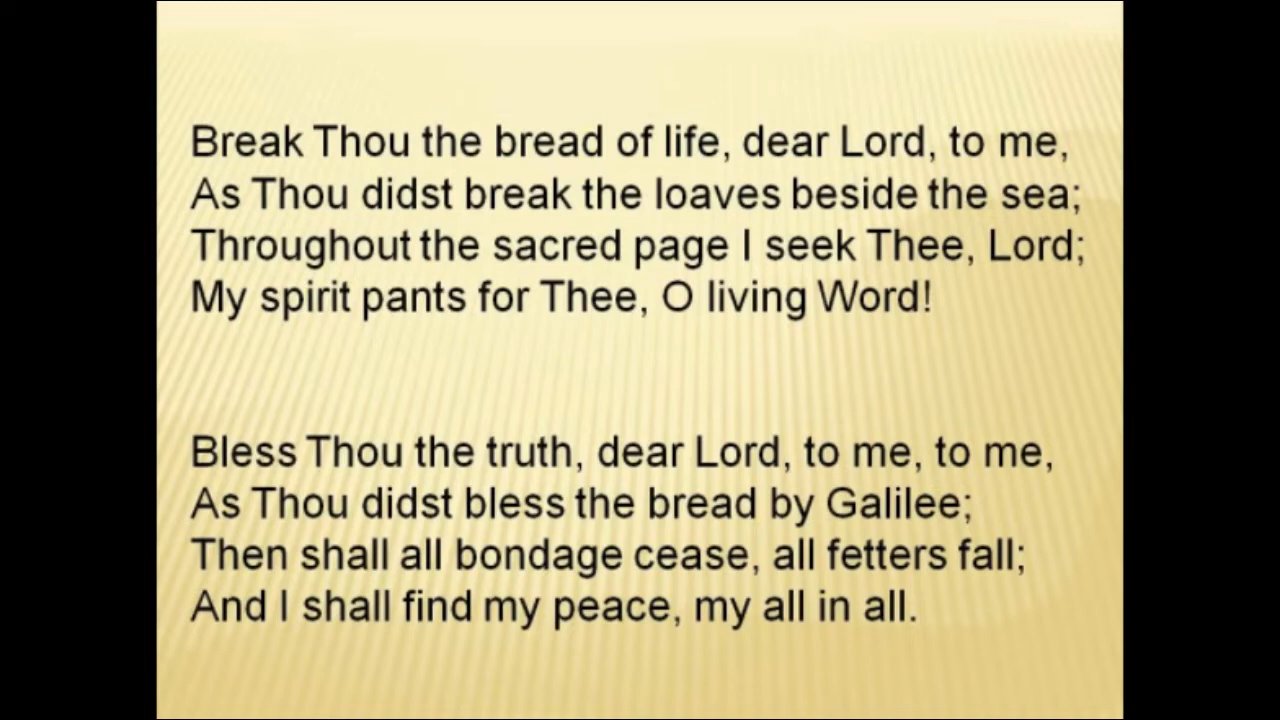 Break Thou the bread of life, dear Lord, to me,
As Thou didst break the loaves beside the sea;
Throughout the sacred page I seek Thee, Lord;
My spirit pants for Thee, O living Word!
Bless Thou the truth, dear Lord, to me, to me,
As Thou didst bless the bread by Galilee;
Then shall all bondage cease, all fetters fall;
And I shall find my peace, my all in all.